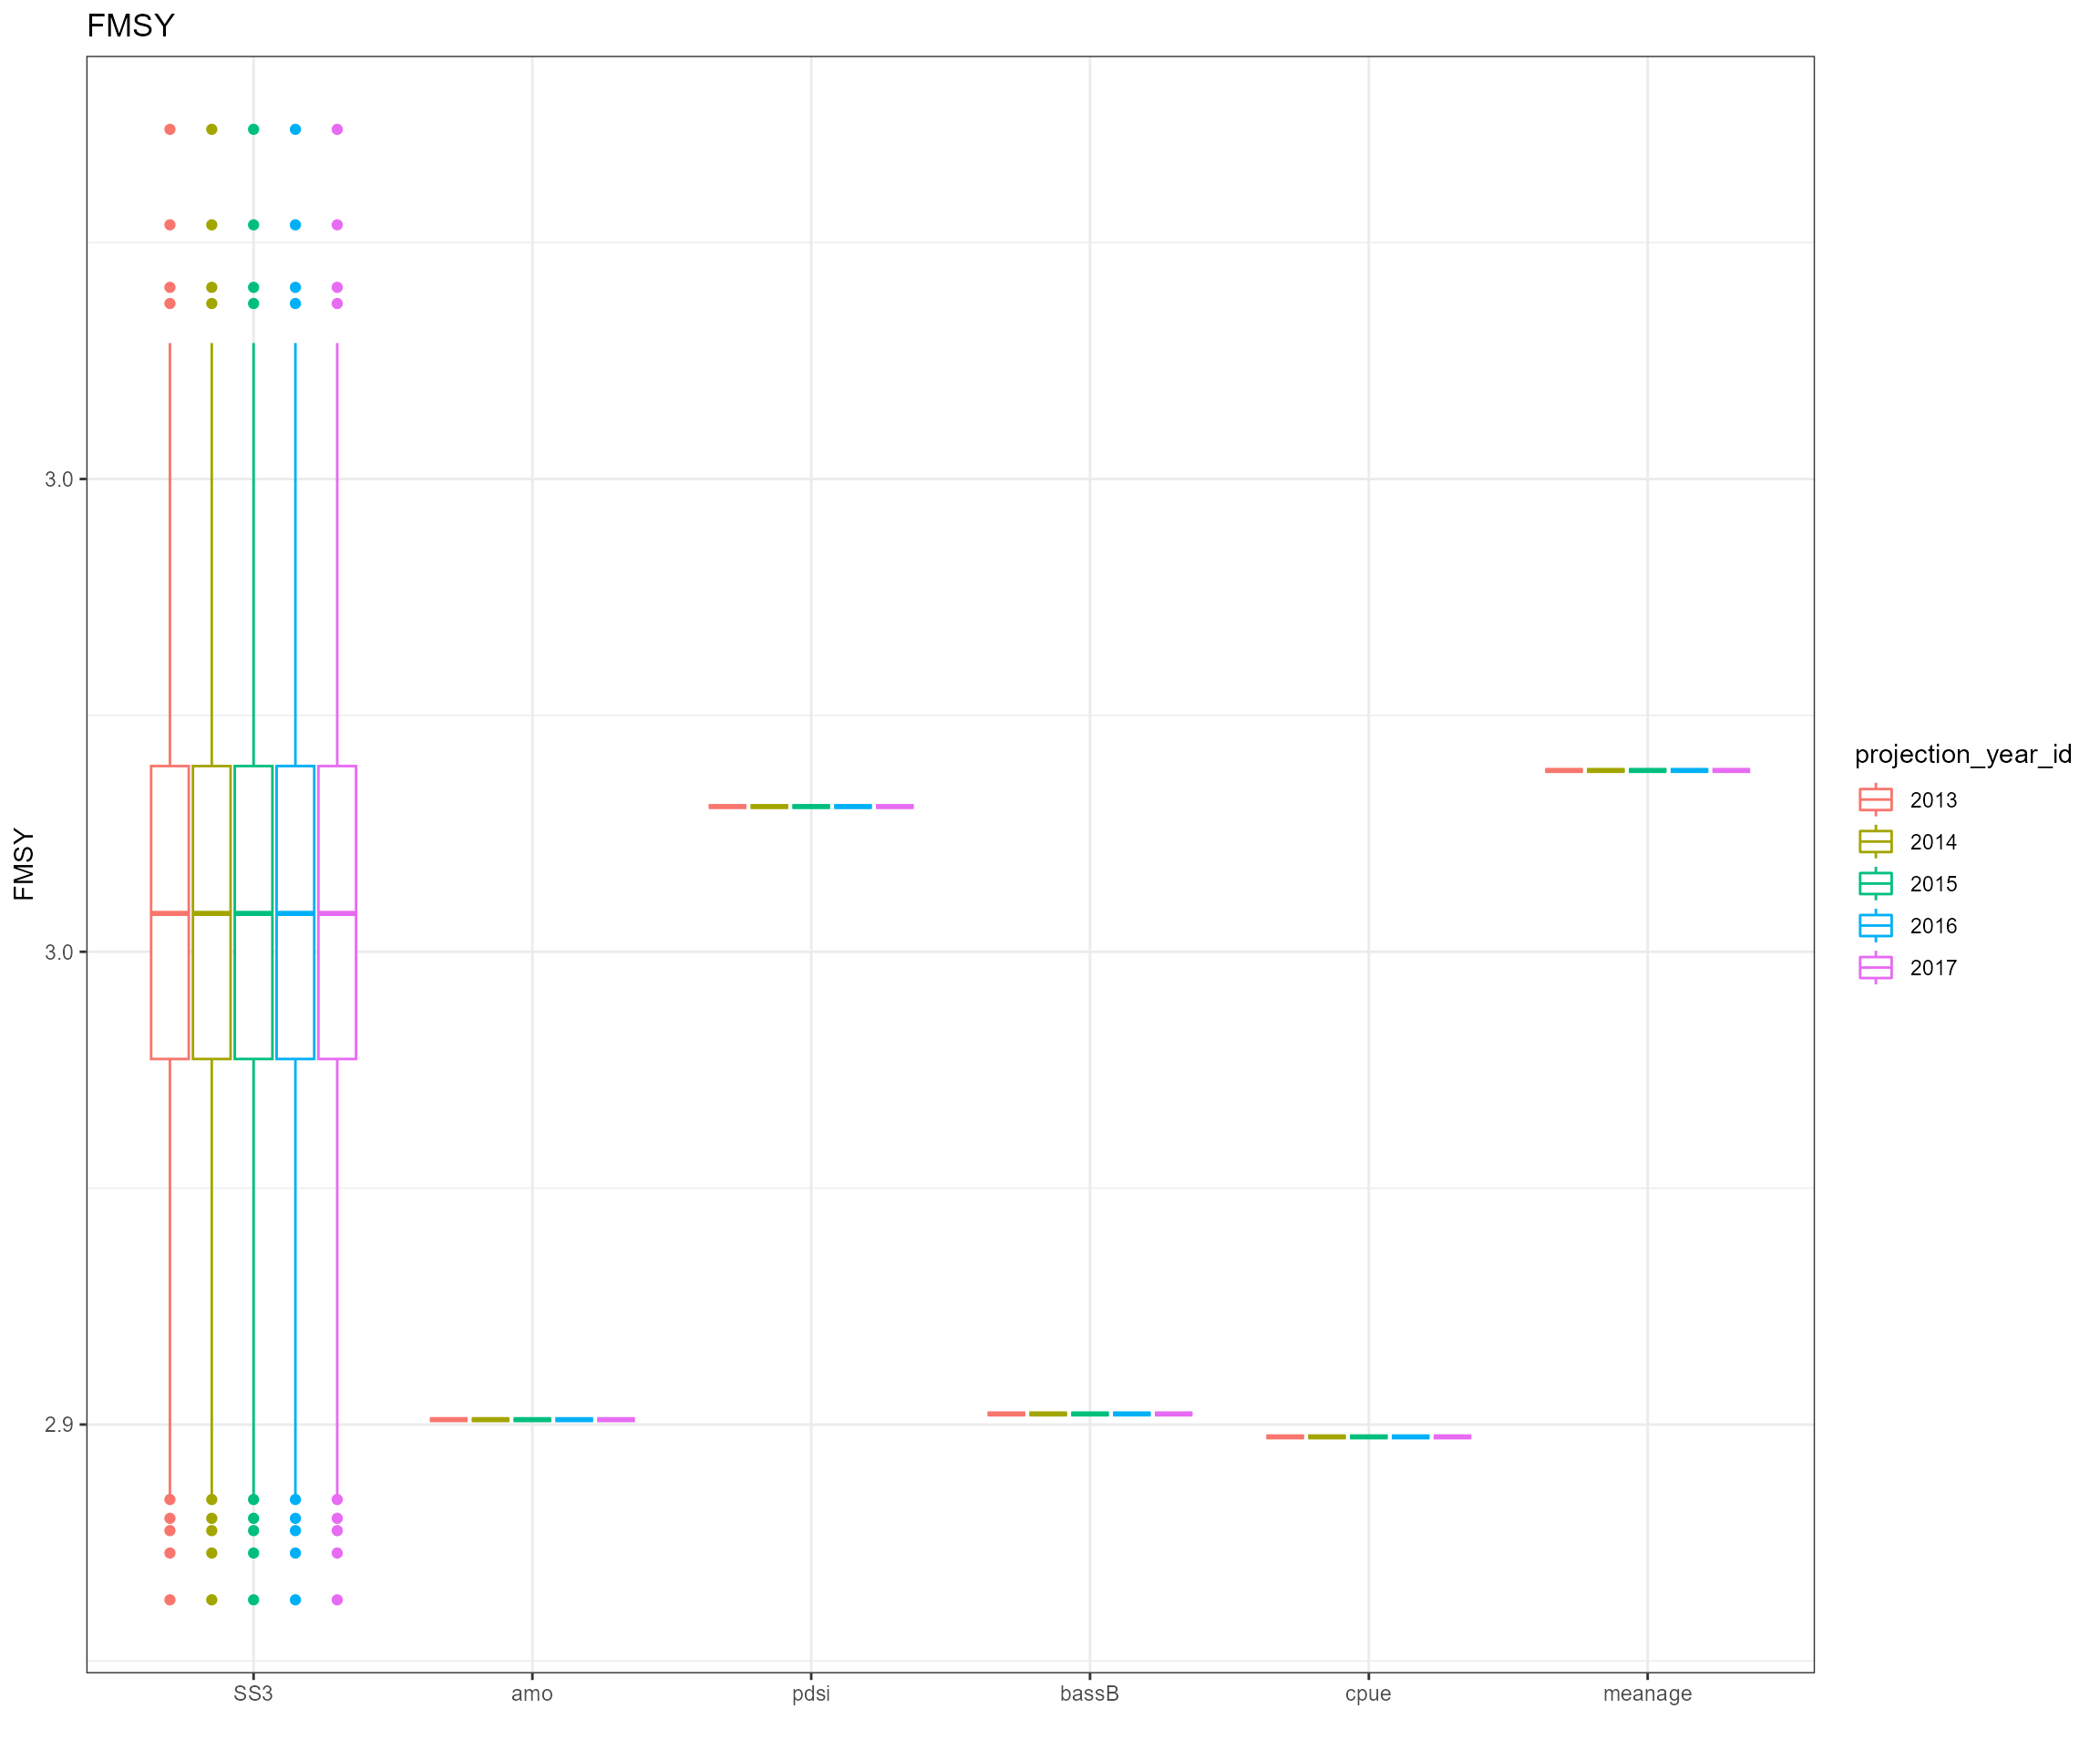 FMSY
3.0
3.0
2.9
FMSY
SS3 amo pdsi bassB cpue meanage
projection_year_id
2013
2014
2015
2016
2017